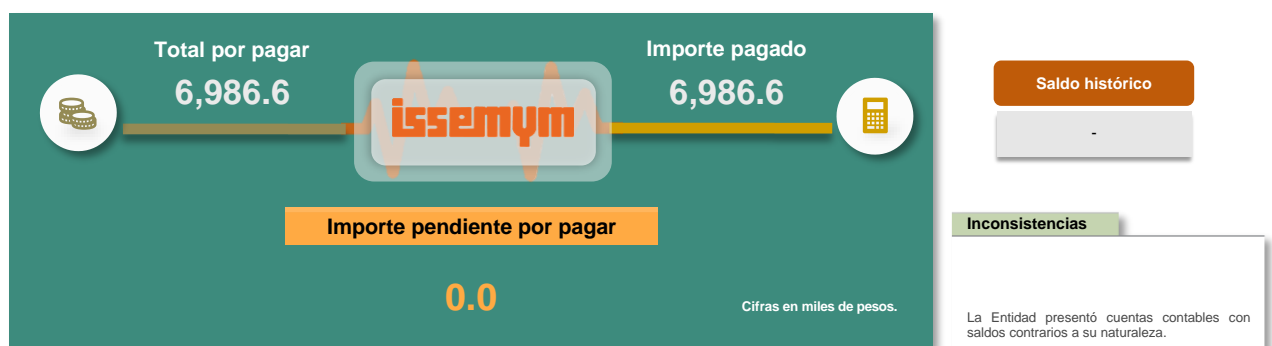 Total por pagar
6,986.6
issemym
Importe pagado
6,986.6
Importe pendiente por pagar
0.0
Cifras en miles de pesos.
Saldo histórico
-
Inconsistencias
La Entidad presentó cuentas contables con
saldos contrarios a su naturaleza.